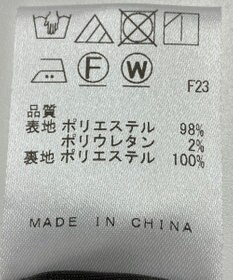 F
W
F23
品質
表地 ポリエステル 98%
ポリウレタン 2%
裏地 ポリエステル 100%
MADE IN CHINA